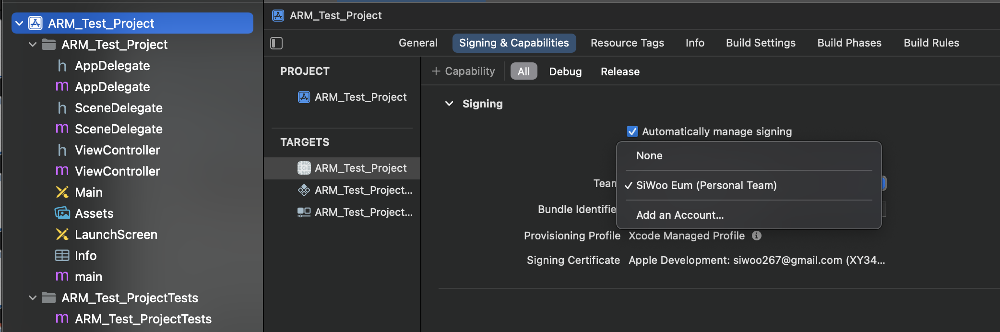 ARM_Test_Project
ARM_Test_Project
h AppDelegate
m AppDelegate
h SceneDelegate
m SceneDelegate
h ViewController
m ViewController
Main
Assets
LaunchScreen
Info
m main
ARM_Test_ProjectTests
m ARM_Test_ProjectTests
ARM_Test_Project
General Signing & Capabilities Resource Tags Info Build Settings Build Phases Build Rules
PROJECT
ARM_Test_Project
TARGETS
ARM_Test_Project
ARM_Test_Project...
ARM_Test_Project...
+ Capability All Debug Release
Signing
Automatically manage signing
None
Team
✓ SiWoo Eum (Personal Team)
Bundle Identifie
Add an Account...
Provisioning Profile Xcode Managed Profile
Signing Certificate Apple Development: siwoo267@gmail.com (XY34...